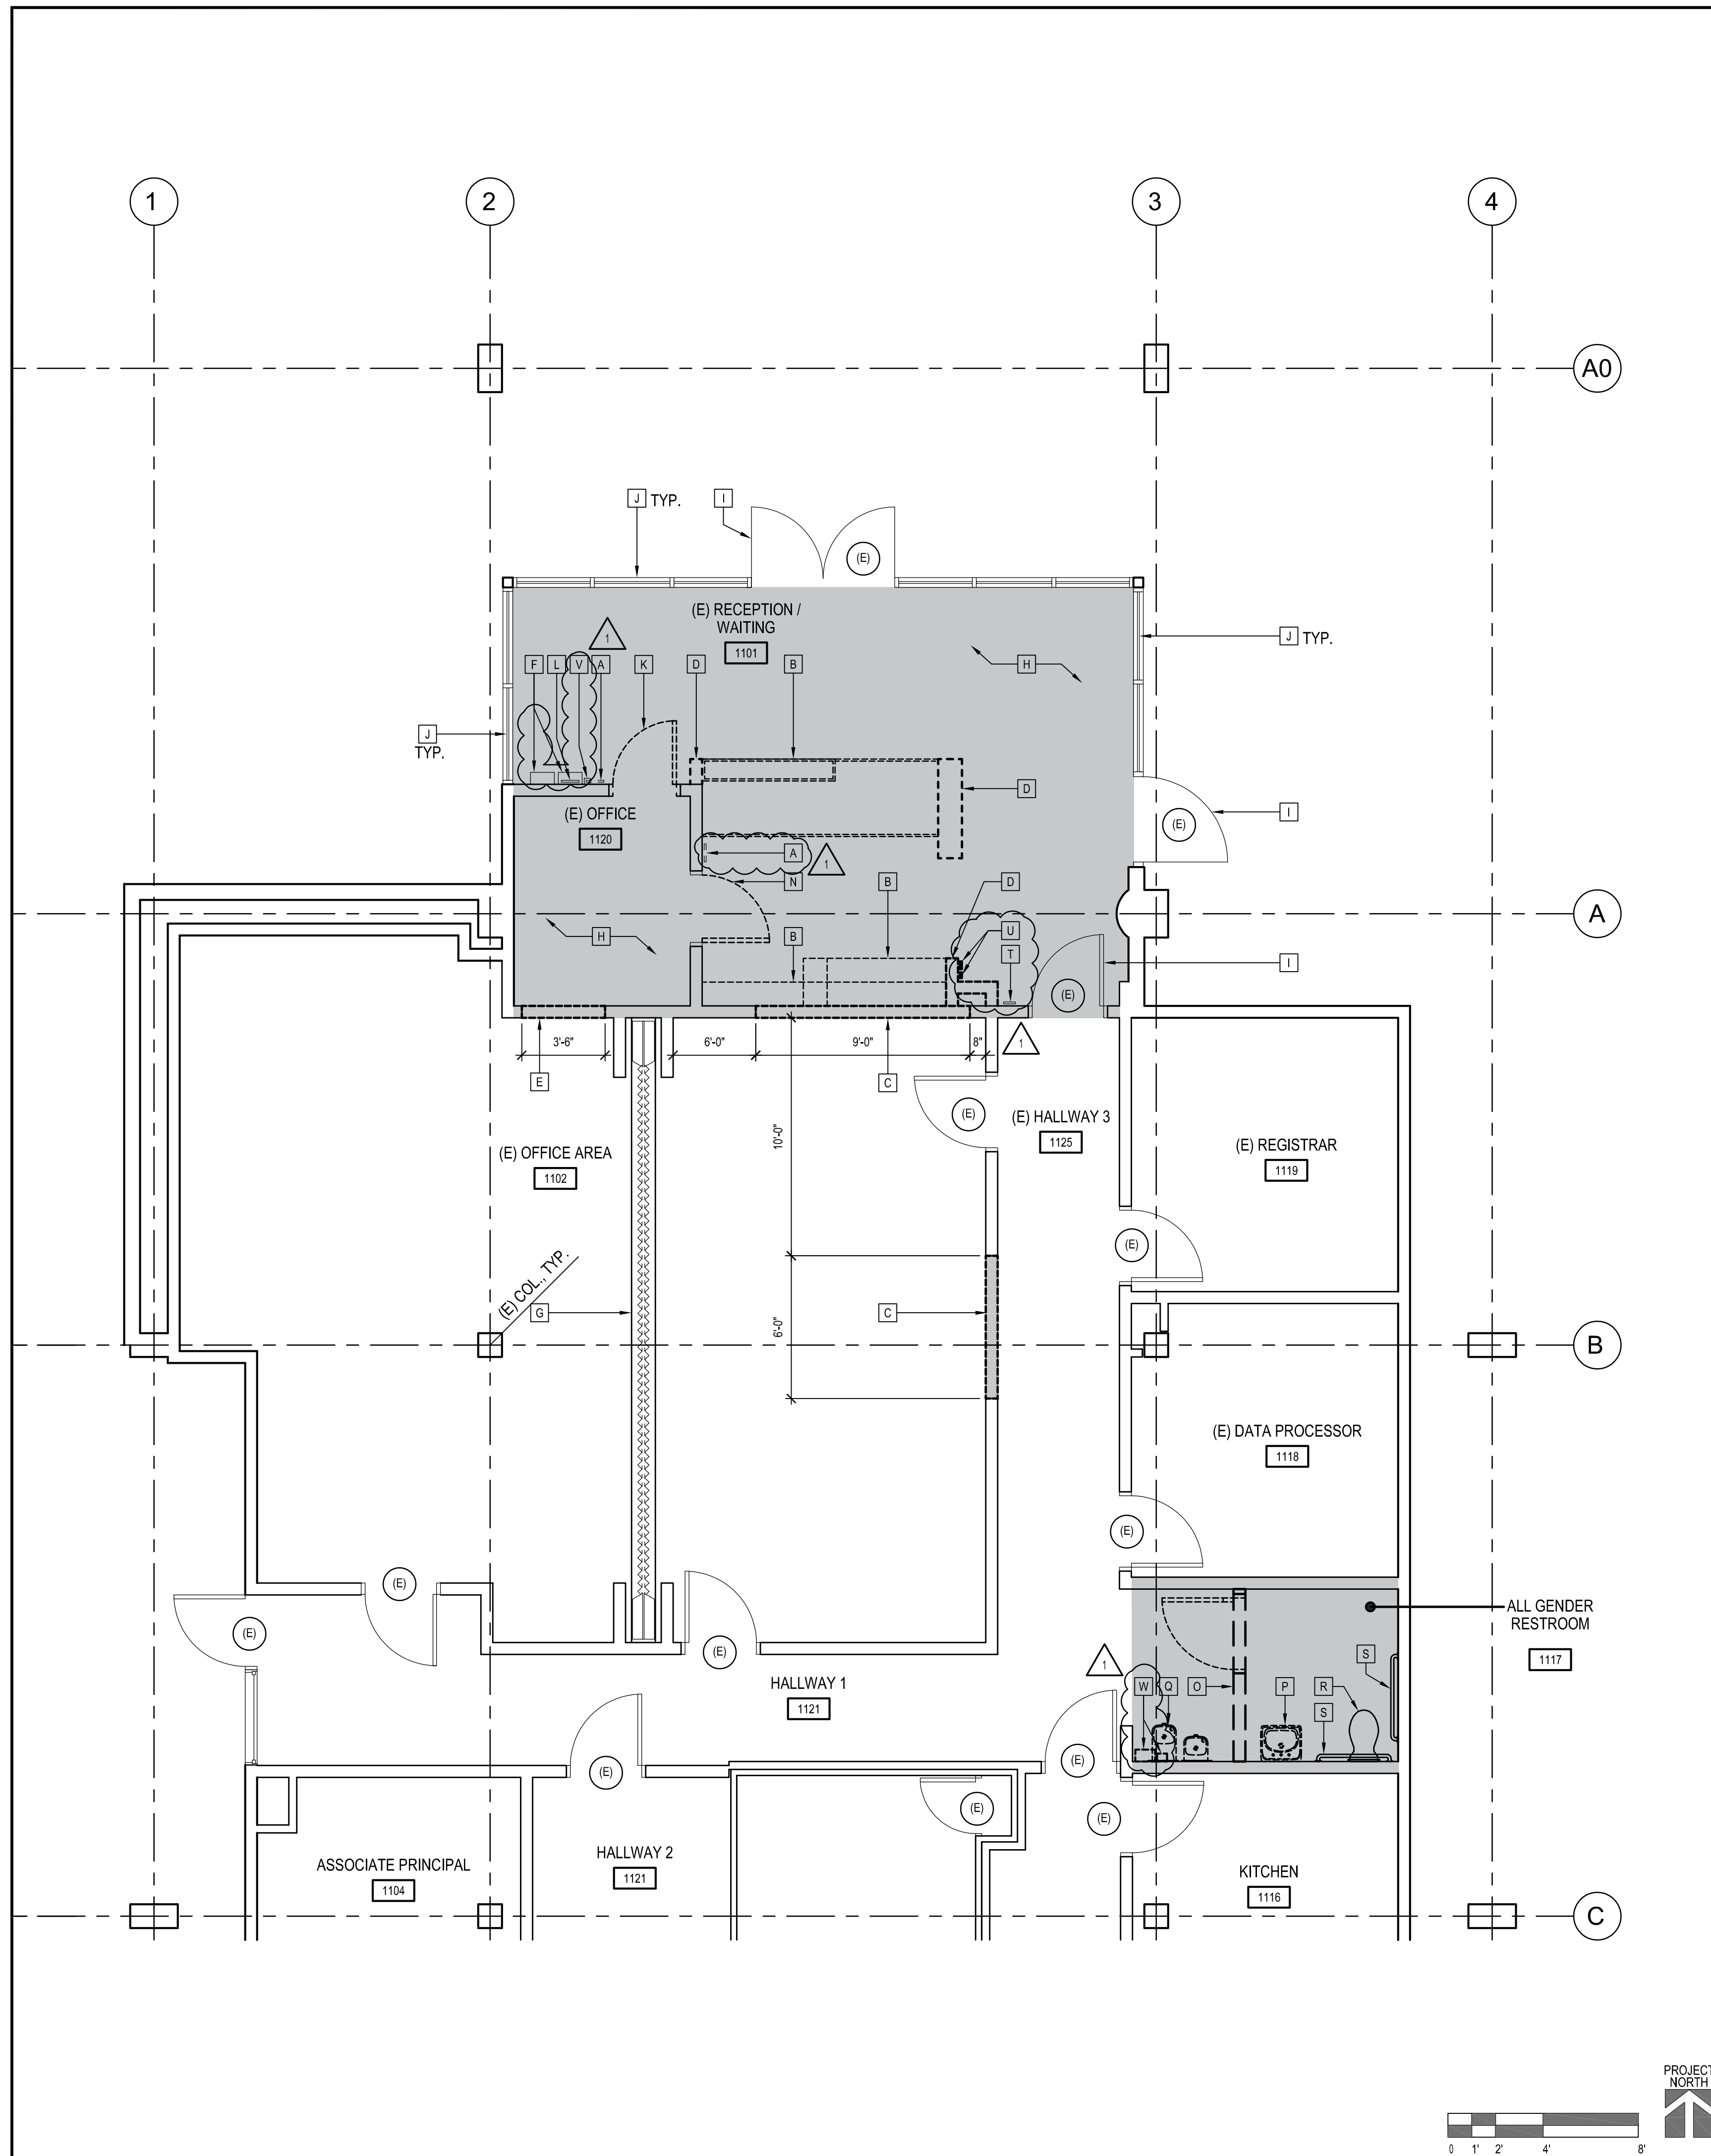 1
2
3
4
A0
J TYP.
I
(E)
(E) RECEPTION /
WAITING
1101
1
J TYP.
F L V A K D B
H
J
TYP.
D
(E) OFFICE
1120
I
(E)
A
1
N
B
D
A
H
B
U
T
I
(E)
3'-6"
6'-0"
9'-0"
8"
1
E
C
(E)
(E) HALLWAY 3
1125
10'-0"
(E) OFFICE AREA
1102
(E) REGISTRAR
1119
(E)
(E) COL., TYP.
G
C
6'-0"
B
(E) DATA PROCESSOR
1118
(E)
(E)
ALL GENDER
RESTROOM
1117
(E)
(E)
S
1
HALLWAY 1
1121
W Q O P R
S
(E)
(E)
(E)
(E)
HALLWAY 2
1121
ASSOCIATE PRINCIPAL
1104
KITCHEN
1116
C
PROJECT
NORTH
0 1' 2' 4' 8'